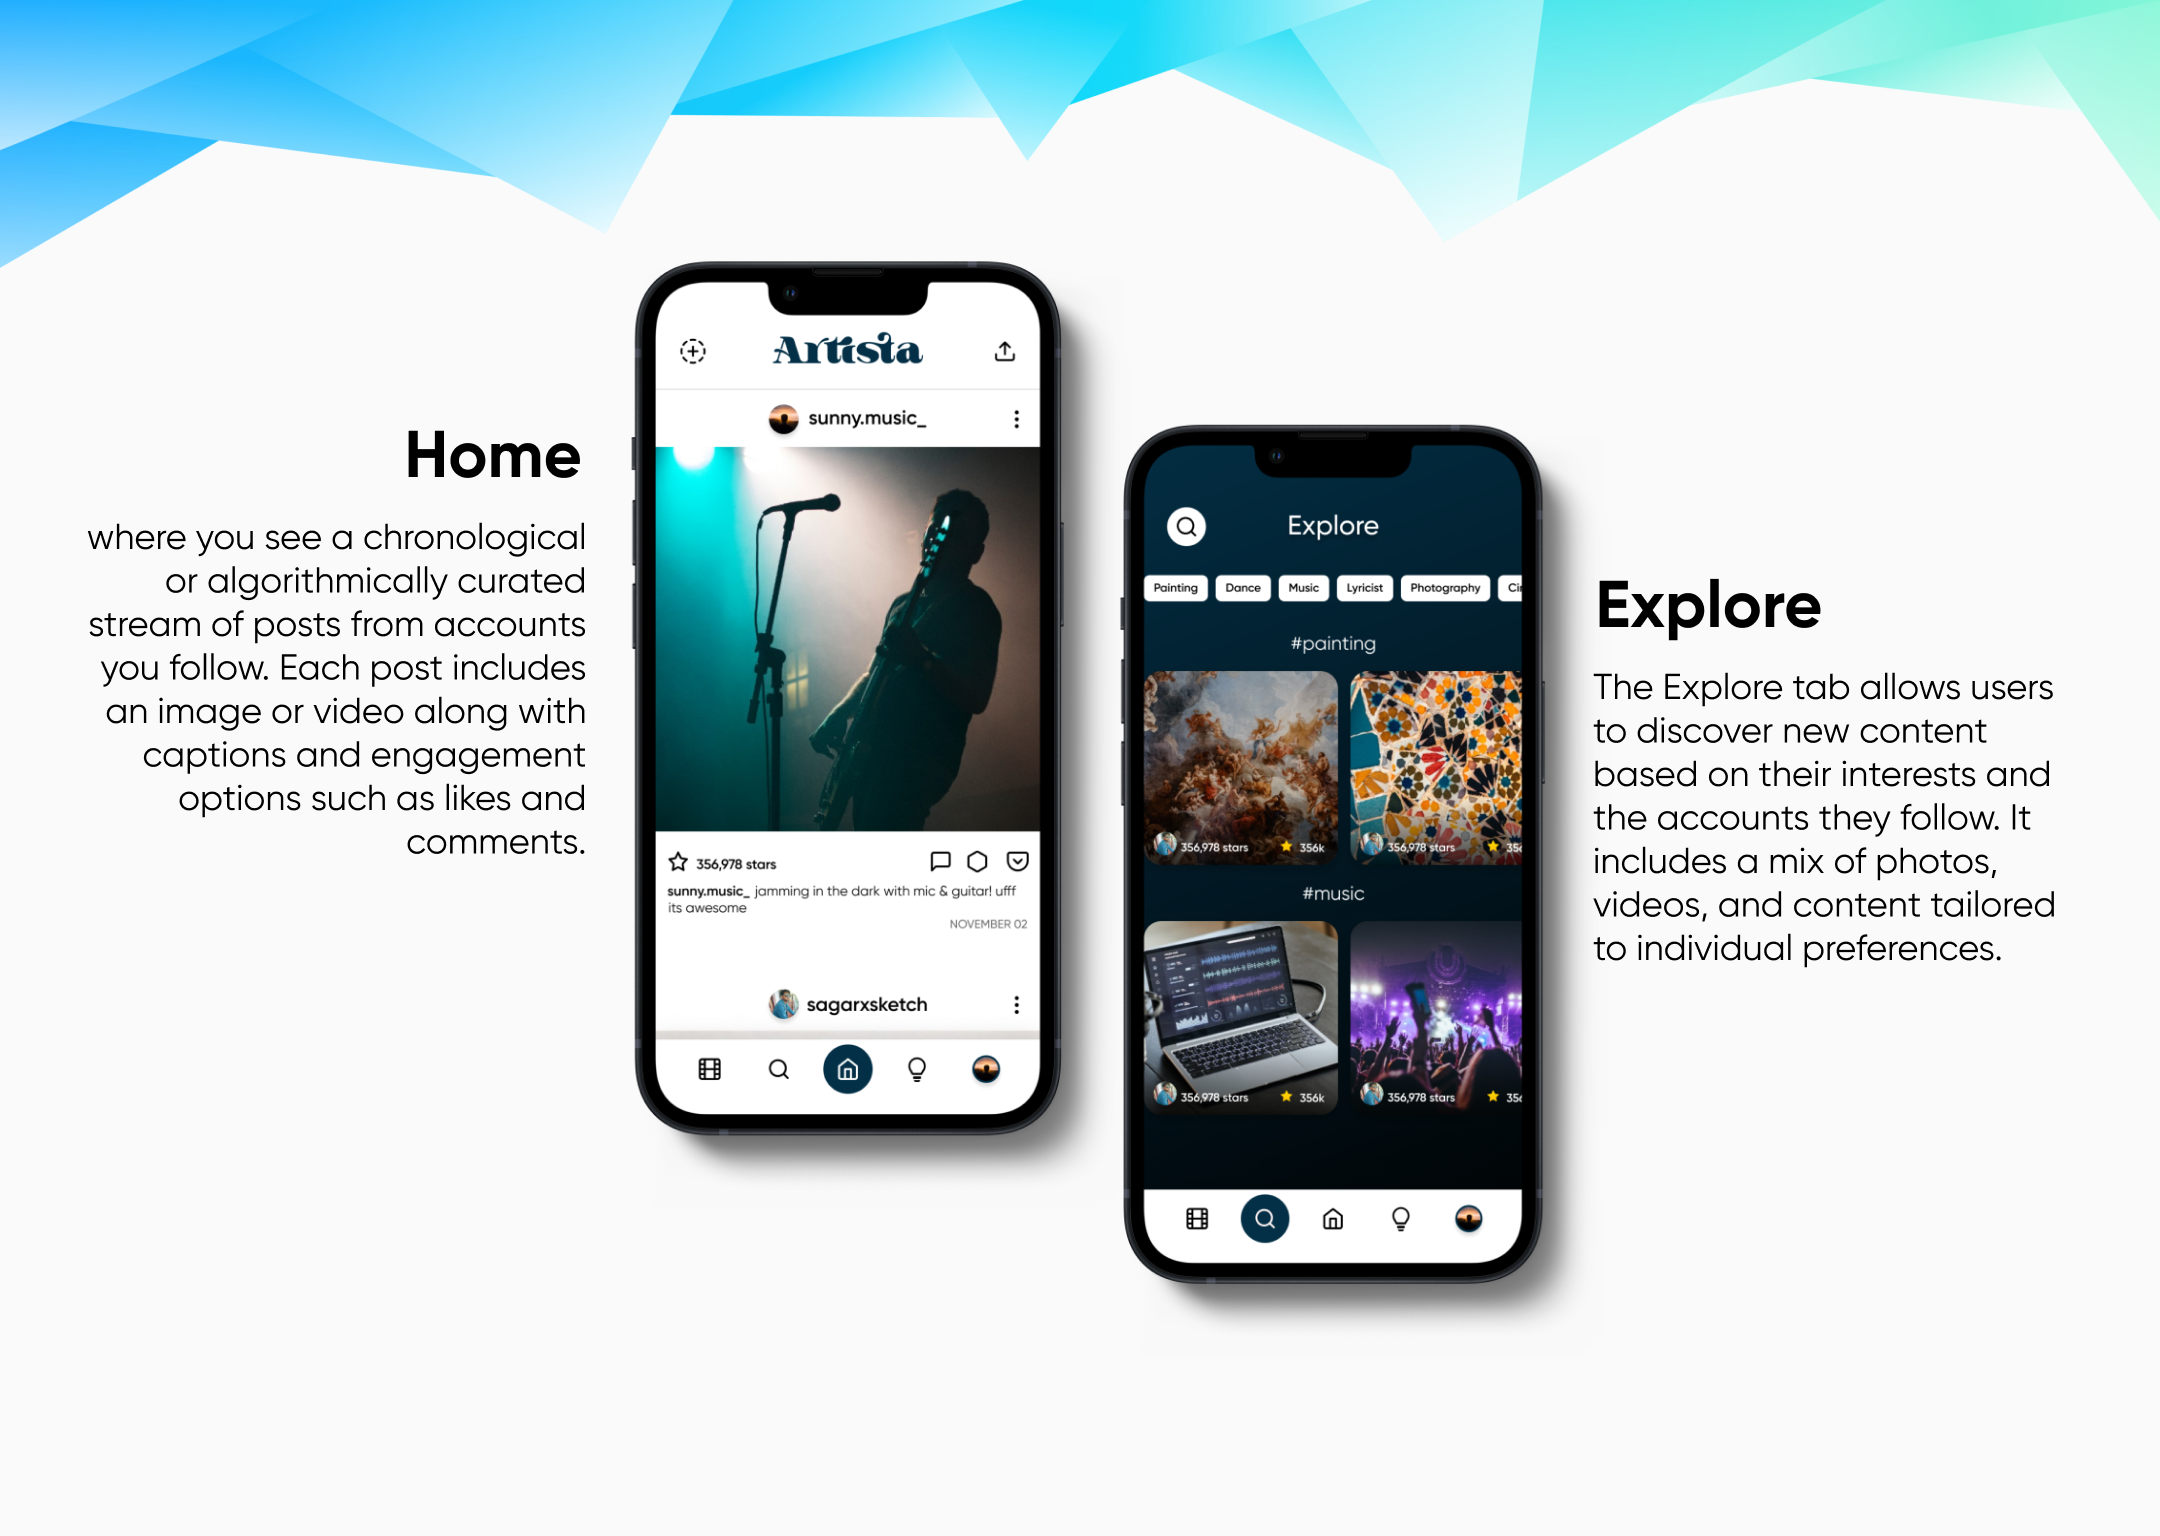 Home
where you see a chronological
or algorithmically curated
stream of posts from accounts
you follow. Each post includes
an image or video along with
captions and engagement
options such as likes and
comments.
Artista
sunny.music_
356,978 stars
sunny.music_ jamming in the dark with mic & guitar! ufff
its awesome
NOVEMBER 02
sagarxsketch
Explore
Painting Dance Music Lyricist Photography
#painting
356,978 stars 356k 356,978 stars
#music
356,978 stars 356k 356,978 stars
Explore
The Explore tab allows users
to discover new content
based on their interests and
the accounts they follow. It
includes a mix of photos,
videos, and content tailored
to individual preferences.